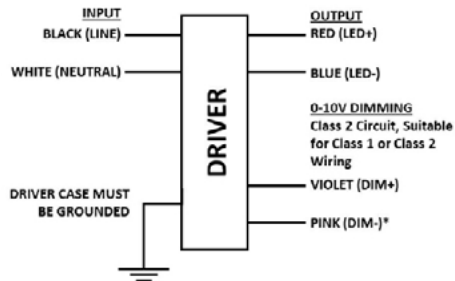 INPUT
BLACK (LINE)
WHITE (NEUTRAL)
DRIVER CASE MUST
BE GROUNDED
DRIVER
OUTPUT
RED (LED+)
BLUE (LED-)
0-10V DIMMING
Class 2 Circuit, Suitable
for Class 1 or Class 2
Wiring
VIOLET (DIM+)
PINK (DIM-)*